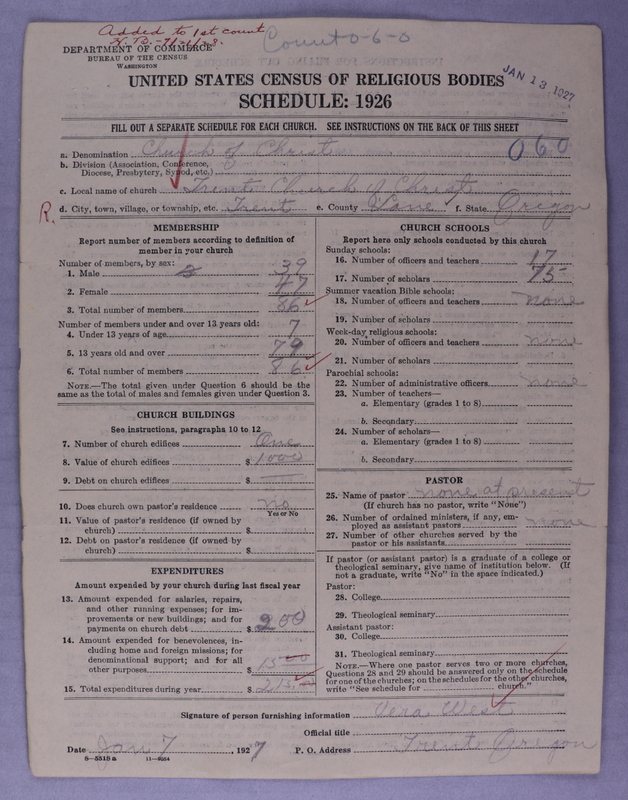 Added to 1st count
H.B. - 7/21/28.
Count 0-6-0
DEPARTMENT OF COMMERCE
BUREAU OF THE CENSUS
WASHINGTON
UNITED STATES CENSUS OF RELIGIOUS BODIES
JAN 13 1927
SCHEDULE: 1926
FILL OUT A SEPARATE SCHEDULE FOR EACH CHURCH. SEE INSTRUCTIONS ON THE BACK OF THIS SHEET
a. Denomination Church of Christ 060
b. Division (Association, Conference,
Diocese, Presbytery, Synod, etc.)
c. Local name of church Trent Church of Christ
R. d. City, town, village, or township, etc. Trent e. County Lane f. State Oregon
MEMBERSHIP
Report number of members according to definition of
member in your church
Number of members, by sex:
1. Male 39
2. Female 47
3. Total number of members 86
Number of members under and over 13 years old:
4. Under 13 years of age 7
5. 13 years old and over 79
6. Total number of members 86
NOTE.—The total given under Question 6 should be the
same as the total of males and females given under Question 3.
CHURCH BUILDINGS
See instructions, paragraphs 10 to 12
7. Number of church edifices One
8. Value of church edifices $ 1000
9. Debt on church edifices $
10. Does church own pastor's residence no
Yes or No
11. Value of pastor's residence (if owned by
church) $
12. Debt on pastor's residence (if owned by
church) $
EXPENDITURES
Amount expended by your church during last fiscal year
13. Amount expended for salaries, repairs,
and other running expenses; for im-
provements or new buildings; and for
payments on church debt $ 200
14. Amount expended for benevolences, in-
cluding home and foreign missions; for
denominational support; and for all
other purposes $ 15 00
15. Total expenditures during year $ 215.00
CHURCH SCHOOLS
Report here only schools conducted by this church
Sunday schools:
16. Number of officers and teachers 17
17. Number of scholars 75
Summer vacation Bible schools:
18. Number of officers and teachers none
19. Number of scholars
Week-day religious schools:
20. Number of officers and teachers none
21. Number of scholars
Parochial schools:
22. Number of administrative officers none
23. Number of teachers—
a. Elementary (grades 1 to 8)
b. Secondary
24. Number of scholars—
a. Elementary (grades 1 to 8)
b. Secondary
PASTOR
25. Name of pastor none at present
(If church has no pastor, write "None")
26. Number of ordained ministers, if any, em-
ployed as assistant pastors none
27. Number of other churches served by the
pastor or his assistants
If pastor (or assistant pastor) is a graduate of a college or
theological seminary, give name of institution below. (If
not a graduate, write "No" in the space indicated.)
Pastor:
28. College
29. Theological seminary
Assistant pastor:
30. College
31. Theological seminary
NOTE.—Where one pastor serves two or more churches,
Questions 28 and 29 should be answered only on the schedule
for one of the churches; on the schedules for the other churches,
write "See schedule for church."
Signature of person furnishing information Vera West
Official title
Date Jan 7, 1927 P. O. Address Trent Oregon
8—5518a 11—9054